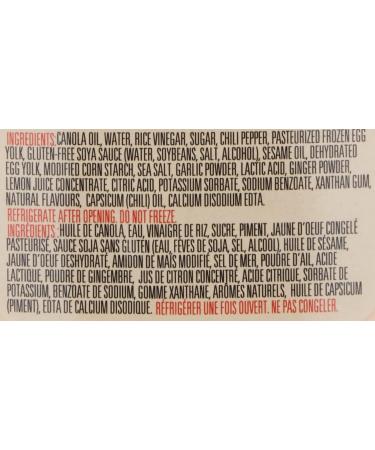 INGREDIENTS: CANOLA OIL, WATER, RICE VINEGAR, SUGAR, CHILI PEPPER, PASTEURIZED FROZEN EGG
YOLK, GLUTEN-FREE SOYA SAUCE (WATER, SOYBEANS, SALT, ALCOHOL), SESAME OIL, DEHYDRATED
EGG YOLK, MODIFIED CORN STARCH, SEA SALT, GARLIC POWDER, LACTIC ACID, GINGER POWDER,
LEMON JUICE CONCENTRATE, CITRIC ACID, POTASSIUM SORBATE, SODIUM BENZOATE, XANTHAN GUM,
NATURAL FLAVOURS, CAPSICUM (CHILI) OIL, CALCIUM DISODIUM EDTA.
REFRIGERATE AFTER OPENING. DO NOT FREEZE.
INGRÉDIENTS: HUILE DE CANOLA, EAU, VINAIGRE DE RIZ, SUCRE, PIMENT, JAUNE D'OEUF CONGELÉ
PASTEURISÉ, SAUCE SOJA SANS GLUTEN (EAU, FÈVES DE SOJA, SEL, ALCOOL), HUILE DE SÉSAME,
JAUNE D'OEUF DESHYDRATÉ, AMIDON DE MAÏS MODIFIÉ, SEL DE MER, POUDRE D'AIL, ACIDE
LACTIQUE, POUDRE DE GINGEMBRE, JUS DE CITRON CONCENTRÉ, ACIDE CITRIQUE, SORBATE DE
POTASSIUM, BENZOATE DE SODIUM, GOMME XANTHANE, ARÔMES NATURELS, HUILE DE CAPSICUM
(PIMENT), EDTA DE CALCIUM DISODIQUE. RÉFRIGÉRER UNE FOIS OUVERT. NE PAS CONGELER.